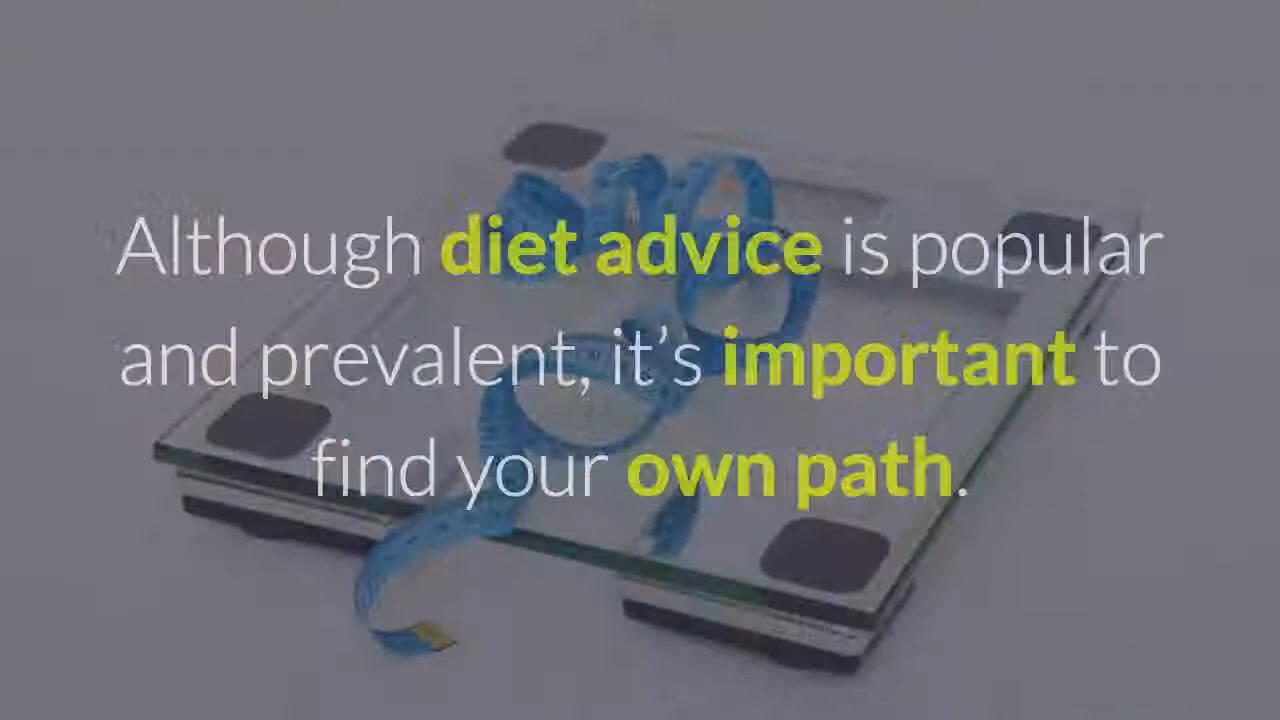 Although diet advice is popular
and prevalent, it’s important to
find your own path.